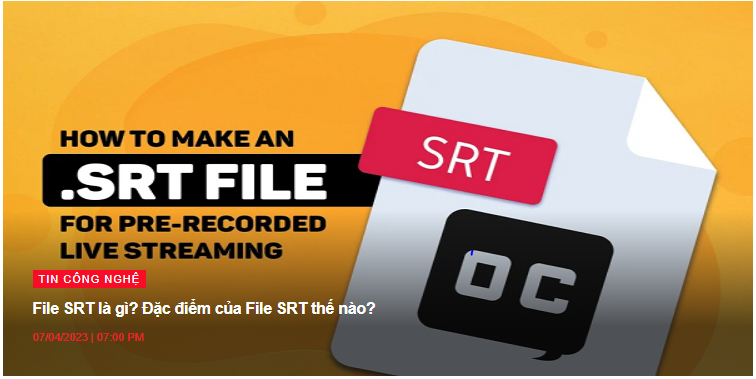 HOW TO MAKE AN
.SRT FILE
FOR PRE-RECORDED
LIVE STREAMING
SRT
OC
TIN CÔNG NGHỆ
File SRT là gì? Đặc điểm của File SRT thế nào?
07/04/2023 | 07:00 PM